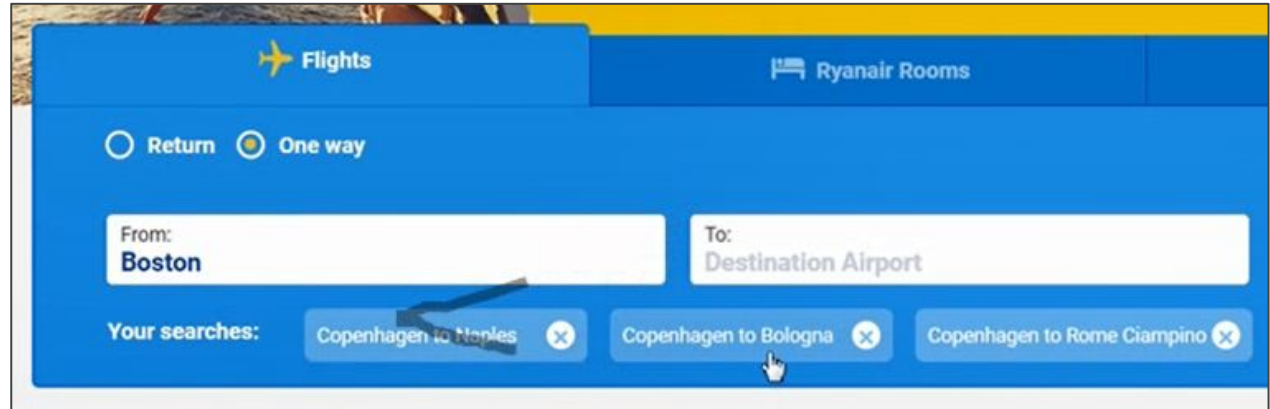 Flights
Ryanair Rooms
Return One way
From:
Boston
To:
Destination Airport
Your searches:
Copenhagen to Naples
Copenhagen to Bologna
Copenhagen to Rome Ciampino